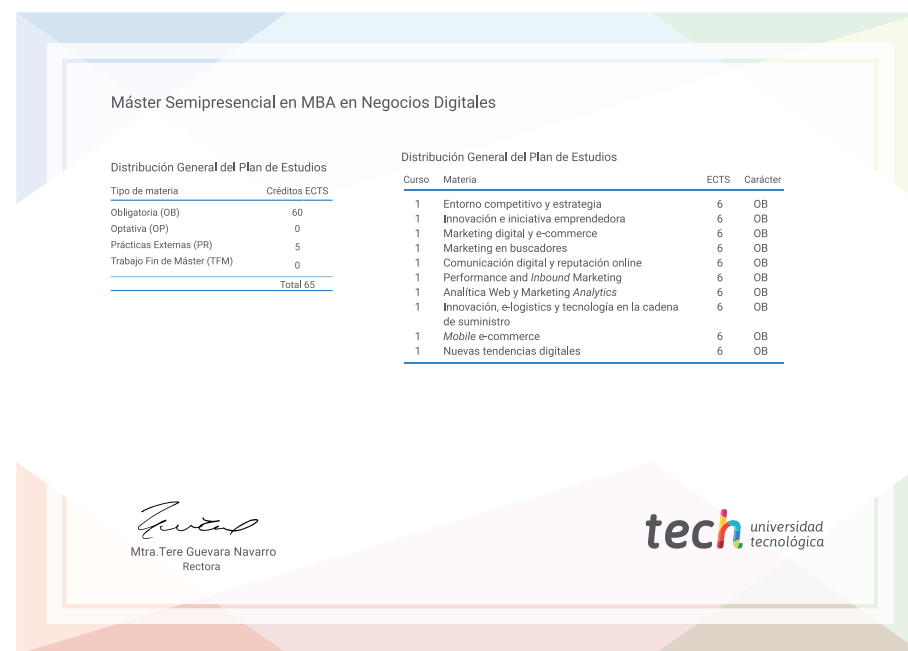 Máster Semipresencial en MBA en Negocios Digitales
Distribución General del Plan de Estudios
Tipo de materia Créditos ECTS
Obligatoria (OB) 60
Optativa (OP) 0
Prácticas Externas (PR) 5
Trabajo Fin de Máster (TFM) 0
Total 65
Distribución General del Plan de Estudios
Curso Materia ECTS Carácter
1 Entorno competitivo y estrategia 6 OB
1 Innovación e iniciativa emprendedora 6 OB
1 Marketing digital y e-commerce 6 OB
1 Marketing en buscadores 6 OB
1 Comunicación digital y reputación online 6 OB
1 Performance and Inbound Marketing 6 OB
1 Analítica Web y Marketing Analytics 6 OB
1 Innovación, e-logistics y tecnología en la cadena 6 OB
de suministro
1 Mobile e-commerce 6 OB
1 Nuevas tendencias digitales 6 OB
Mtra.Tere Guevara Navarro
Rectora
tech universidad
tecnológica